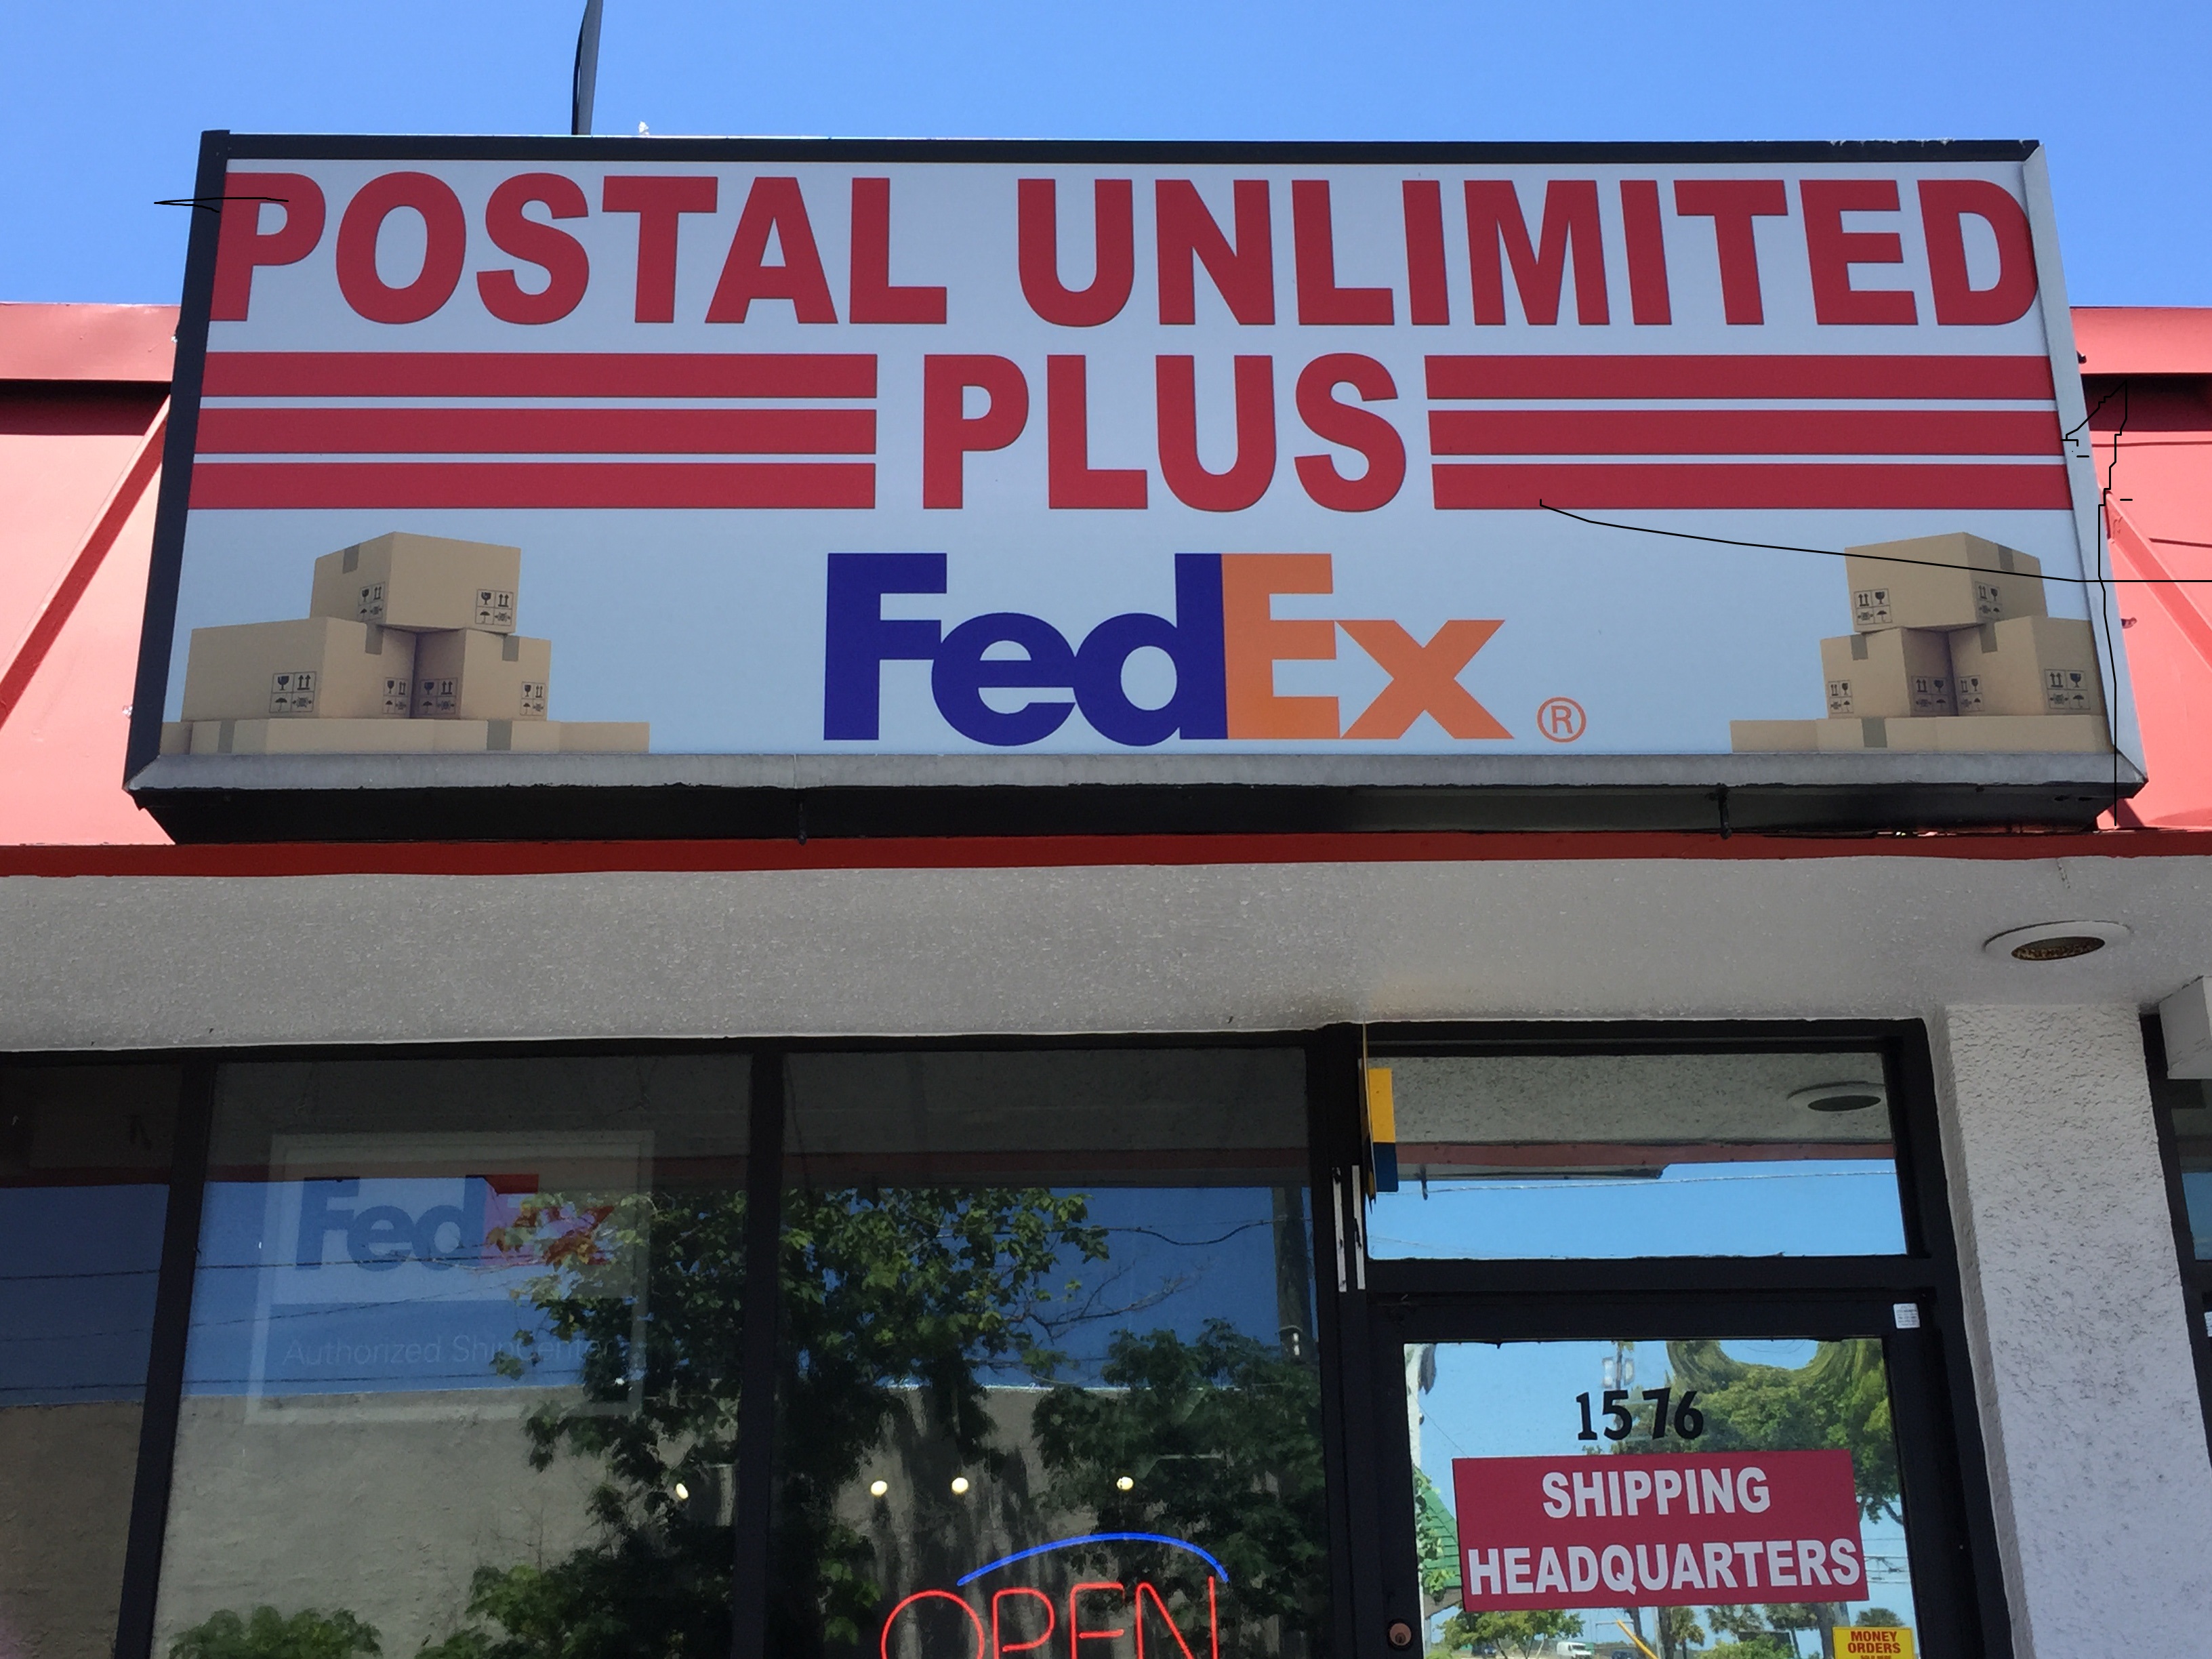 POSTAL UNLIMITED
PLUS
FedEx ®
FedEx
Authorized ShipCenter
1576
SHIPPING
HEADQUARTERS
OPEN
MONEY
ORDERS